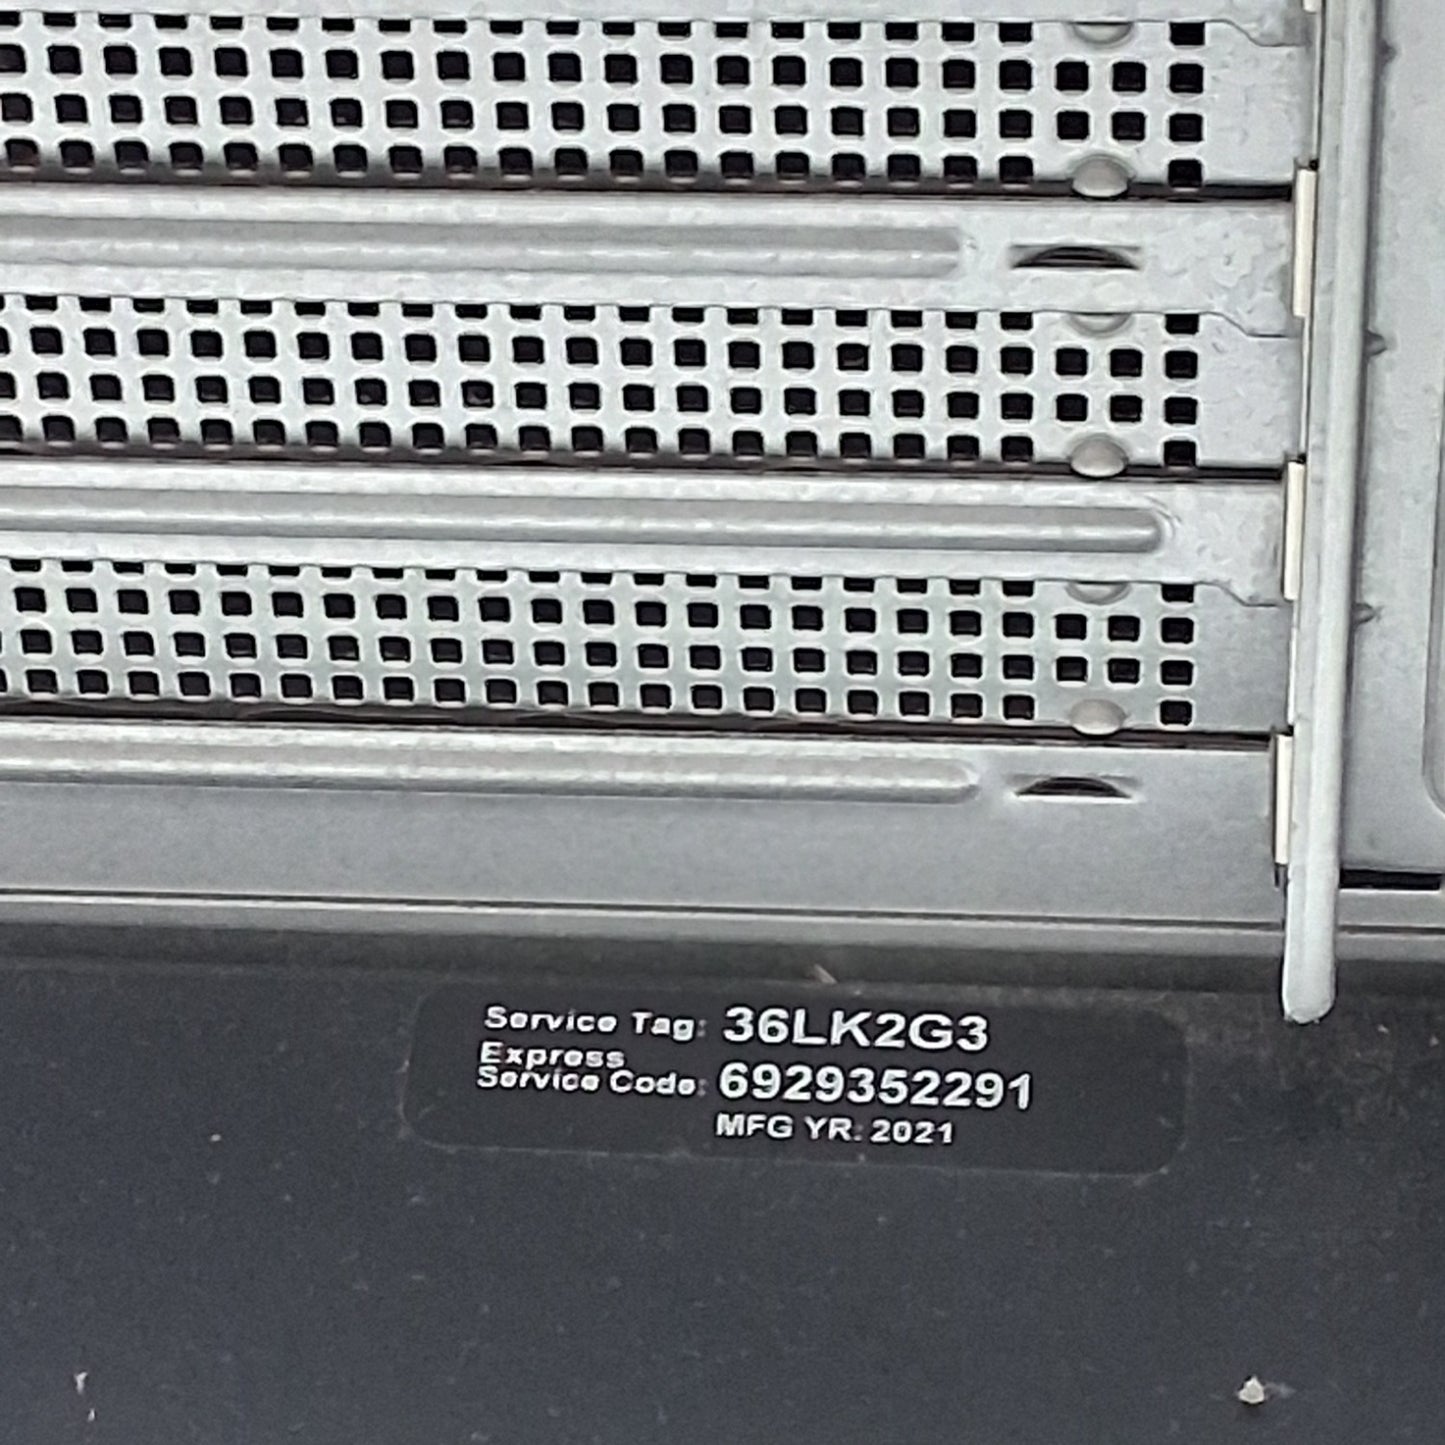 Service Tag: 36LK2G3
Express
Service Code: 6929352291
MFG YR. 2021